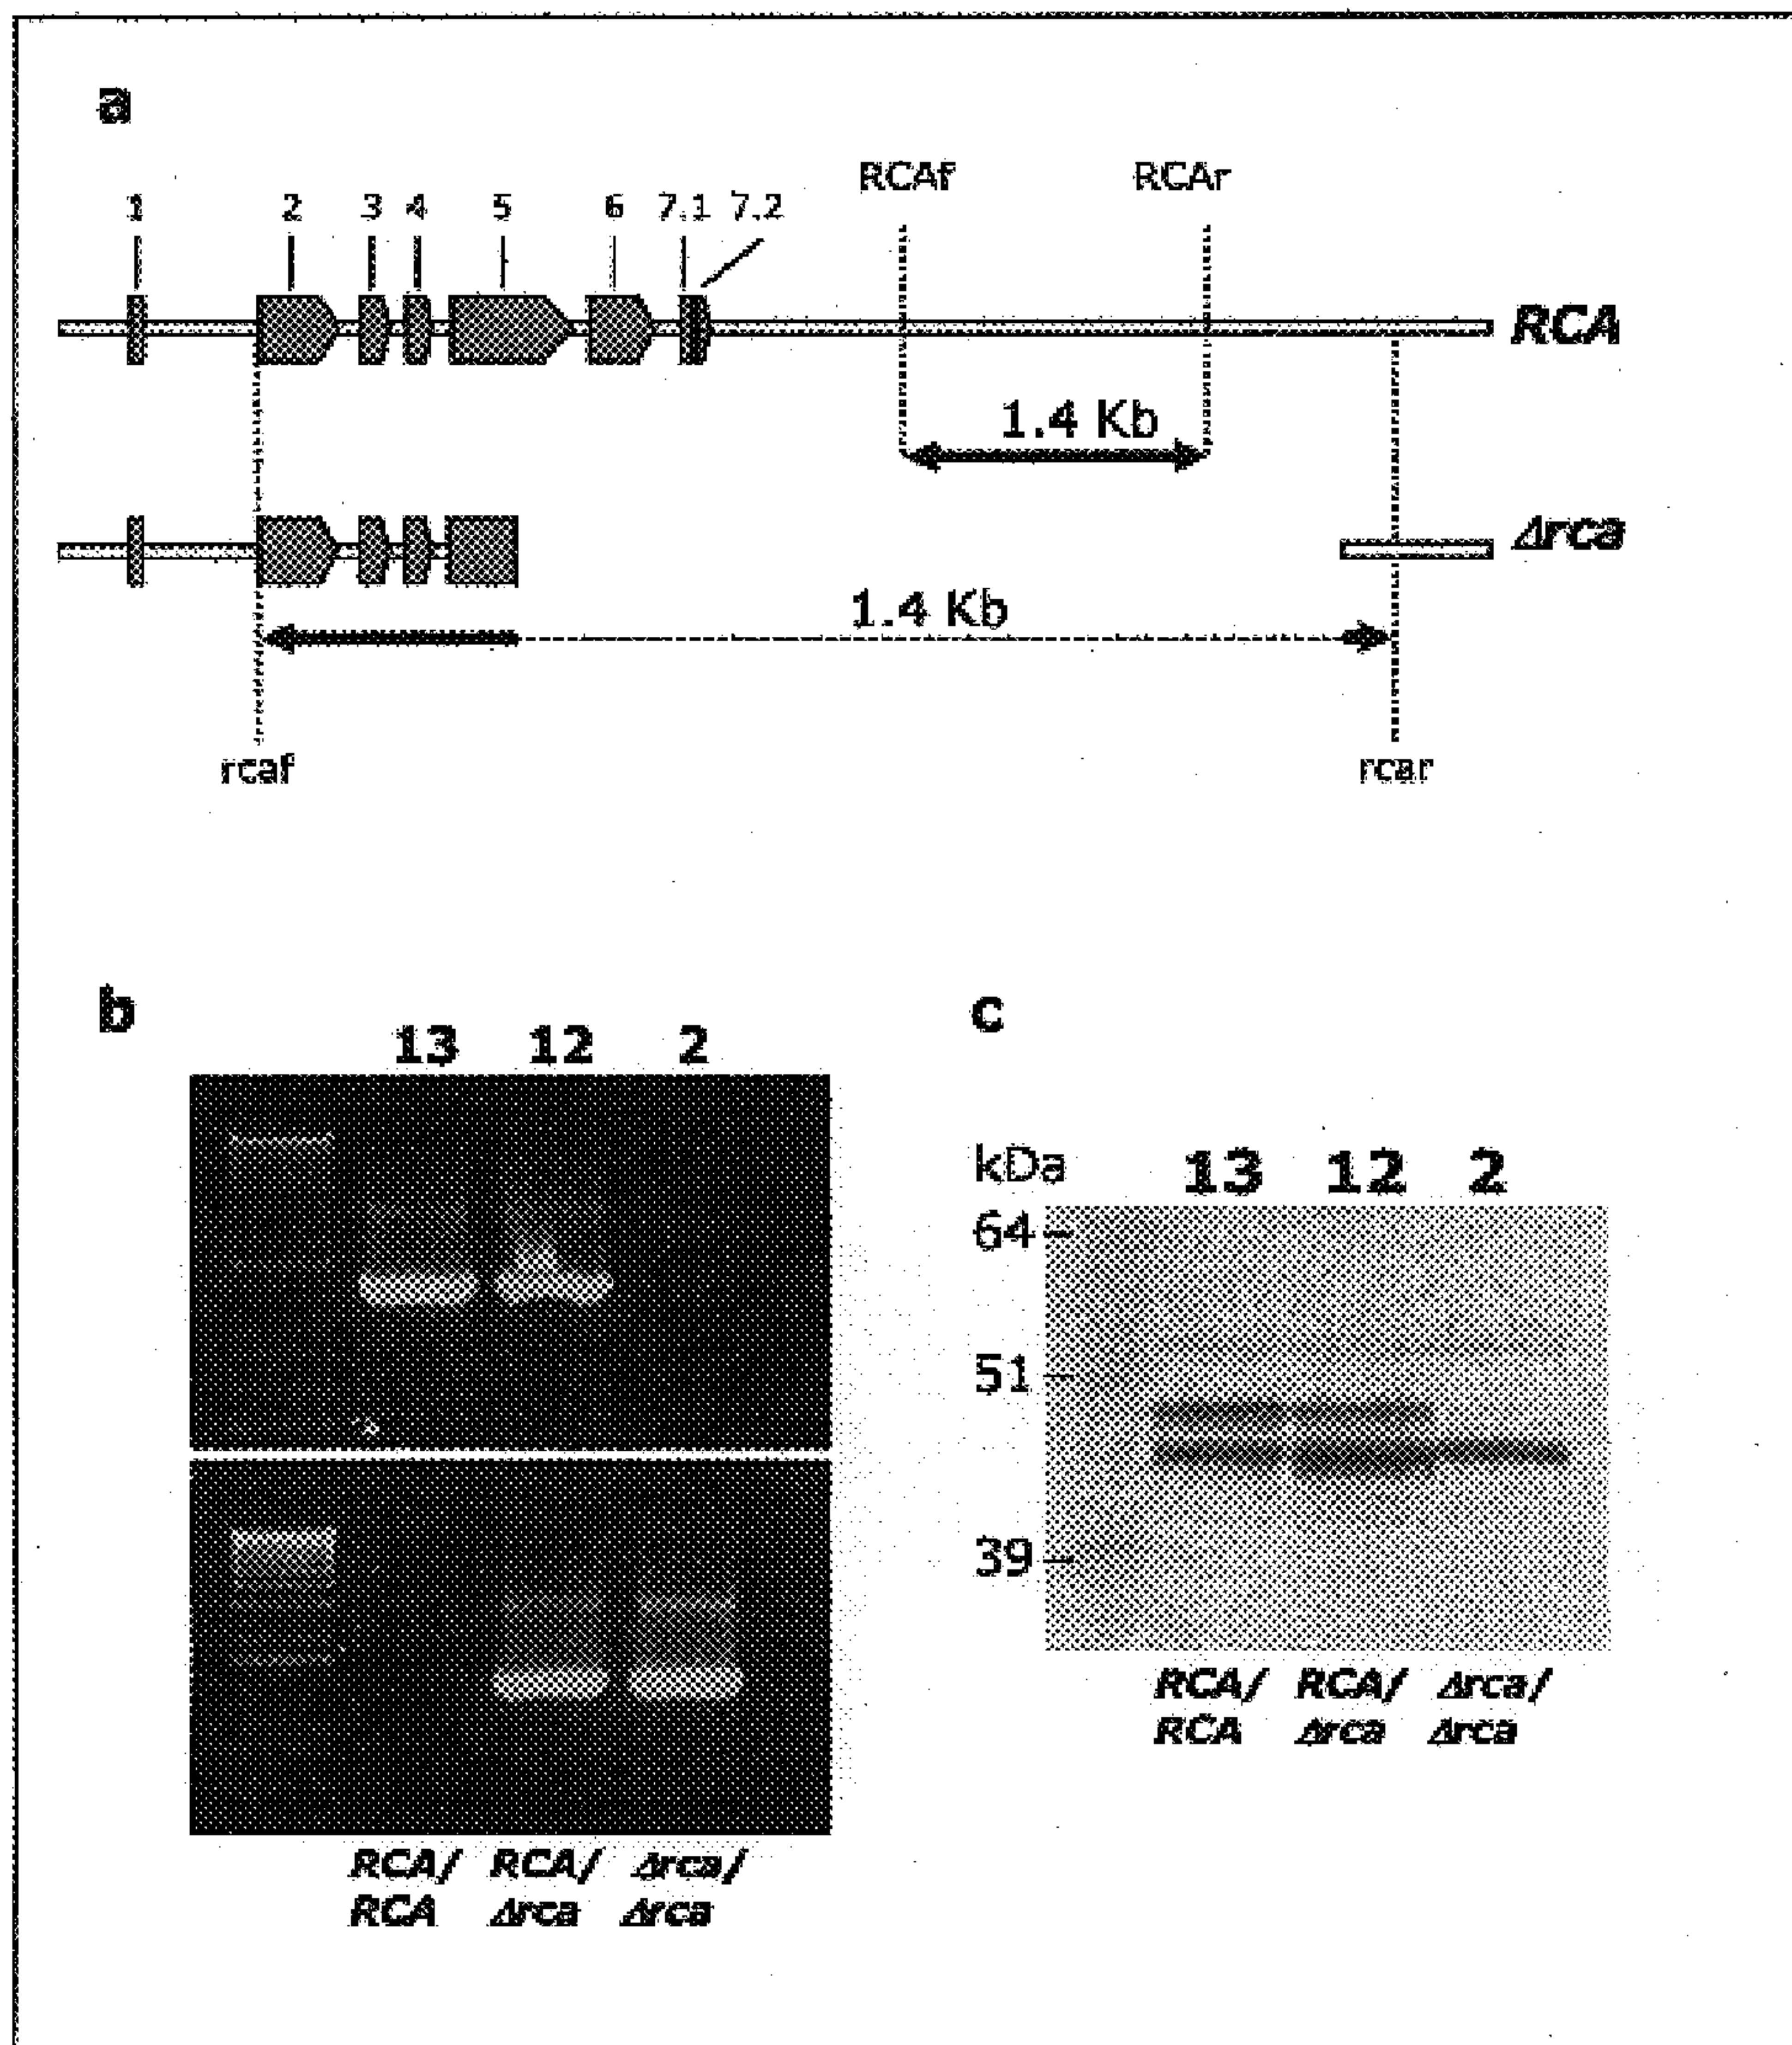 a
RCAf RCAr
1 2 3 4 5 6 7.1 7.2
RCA
1.4 Kb
Δrca
1.4 Kb
rcaf rcar
b
13 12 2
RCA/ RCA/ Δrca/
RCA Δrca Δrca
c
kDa 13 12 2
64
51
39
RCA/ RCA/ Δrca/
RCA Δrca Δrca